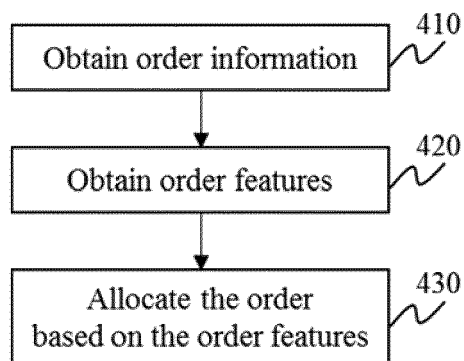 410
Obtain order information
420
Obtain order features
430
Allocate the order
based on the order features